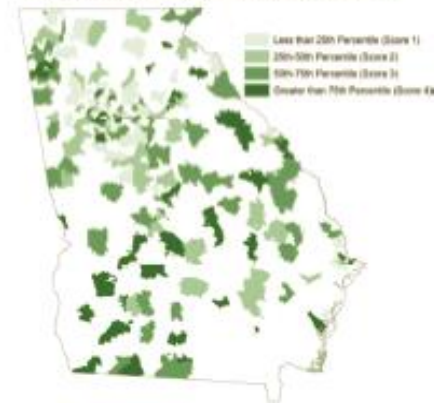 Less than 25th Percentile (Score 1)
25th-50th Percentile (Score 2)
50th-75th Percentile (Score 3)
Greater than 75th Percentile (Score 4)